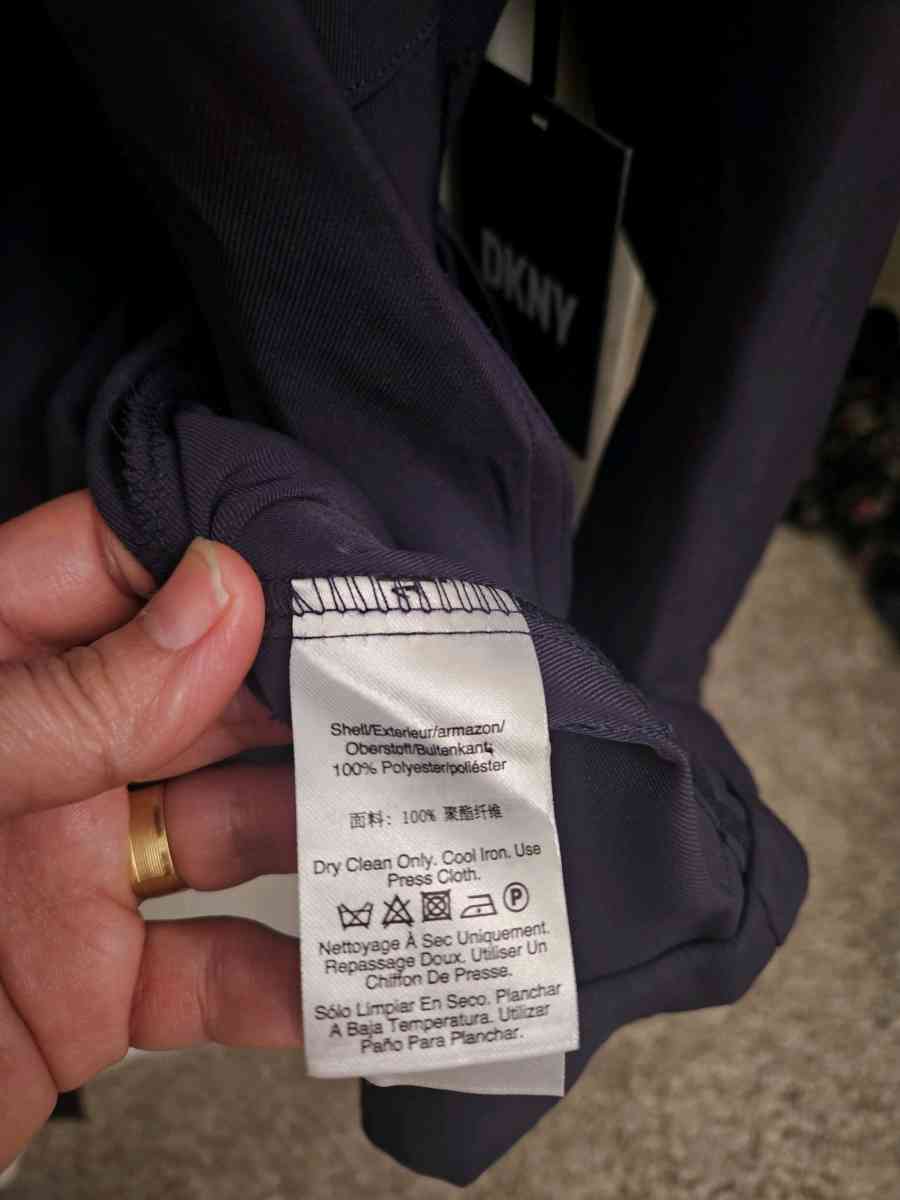 DKNY
Shell/Exterieur/armazon/
Oberstoff/Buitenkant:
100% Polyester/poliéster
面料: 100% 聚酯纤维
Dry Clean Only. Cool Iron. Use
Press Cloth.
P
Nettoyage À Sec Uniquement.
Repassage Doux. Utiliser Un
Chiffon De Presse.
Sólo Limpiar En Seco. Planchar
A Baja Temperatura. Utilizar
Paño Para Planchar.